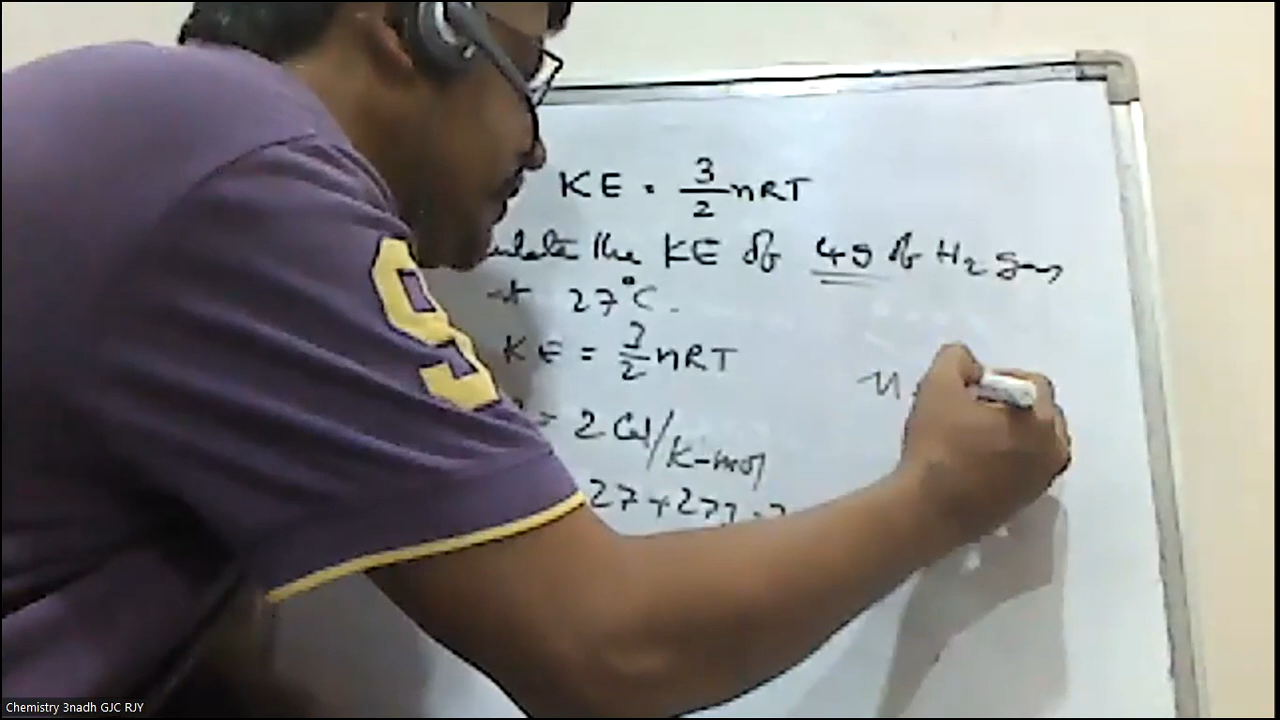 KE = 3/2 nRT
the KE of 4g of H₂ gas
27°C.
KE = 3/2 nRT
= 2 Cal/K-mol
27 + 273
n
9
Chemistry 3nadh GJC RJY